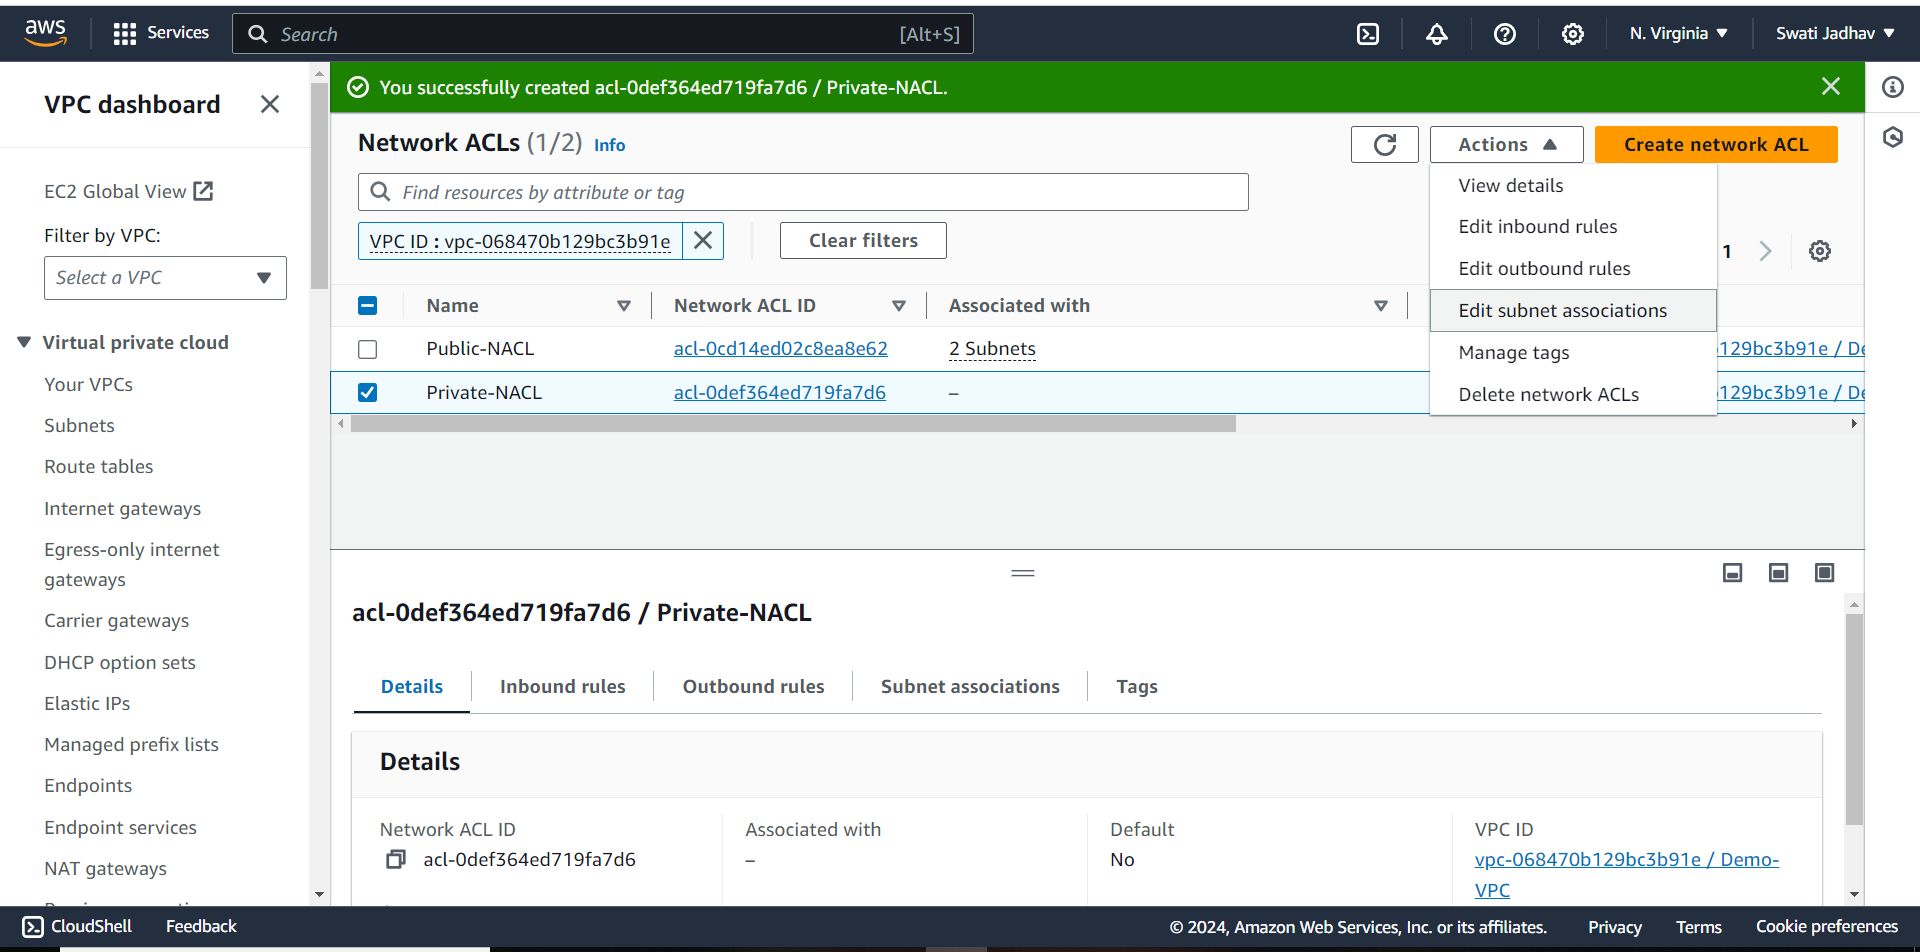 aws
Services
Search
[Alt+S]
N. Virginia
Swati Jadhav
VPC dashboard
EC2 Global View
Filter by VPC:
Select a VPC
Virtual private cloud
Your VPCs
Subnets
Route tables
Internet gateways
Egress-only internet
gateways
Carrier gateways
DHCP option sets
Elastic IPs
Managed prefix lists
Endpoints
Endpoint services
NAT gateways
You successfully created acl-0def364ed719fa7d6 / Private-NACL.
Network ACLs (1/2) Info
Actions
Create network ACL
Find resources by attribute or tag
VPC ID : vpc-068470b129bc3b91e
Clear filters
1
View details
Edit inbound rules
Edit outbound rules
Edit subnet associations
Manage tags
Delete network ACLs
Name
Network ACL ID
Associated with
Public-NACL
acl-0cd14ed02c8ea8e62
2 Subnets
129bc3b91e / De
Private-NACL
acl-0def364ed719fa7d6
–
129bc3b91e / De
acl-0def364ed719fa7d6 / Private-NACL
Details
Inbound rules
Outbound rules
Subnet associations
Tags
Details
Network ACL ID
acl-0def364ed719fa7d6
Associated with
–
Default
No
VPC ID
vpc-068470b129bc3b91e / Demo-
VPC
CloudShell
Feedback
© 2024, Amazon Web Services, Inc. or its affiliates.
Privacy
Terms
Cookie preferences